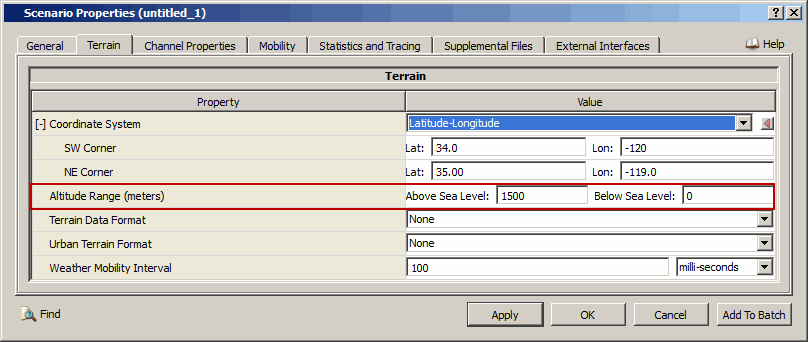 Scenario Properties (untitled_1)
General Terrain Channel Properties Mobility Statistics and Tracing Supplemental Files External Interfaces Help
Terrain
Property Value
[-] Coordinate System Latitude-Longitude
SW Corner Lat: 34.0 Lon: -120
NE Corner Lat: 35.00 Lon: -119.0
Altitude Range (meters) Above Sea Level: 1500 Below Sea Level: 0
Terrain Data Format None
Urban Terrain Format None
Weather Mobility Interval 100 milli-seconds
Find Apply OK Cancel Add To Batch